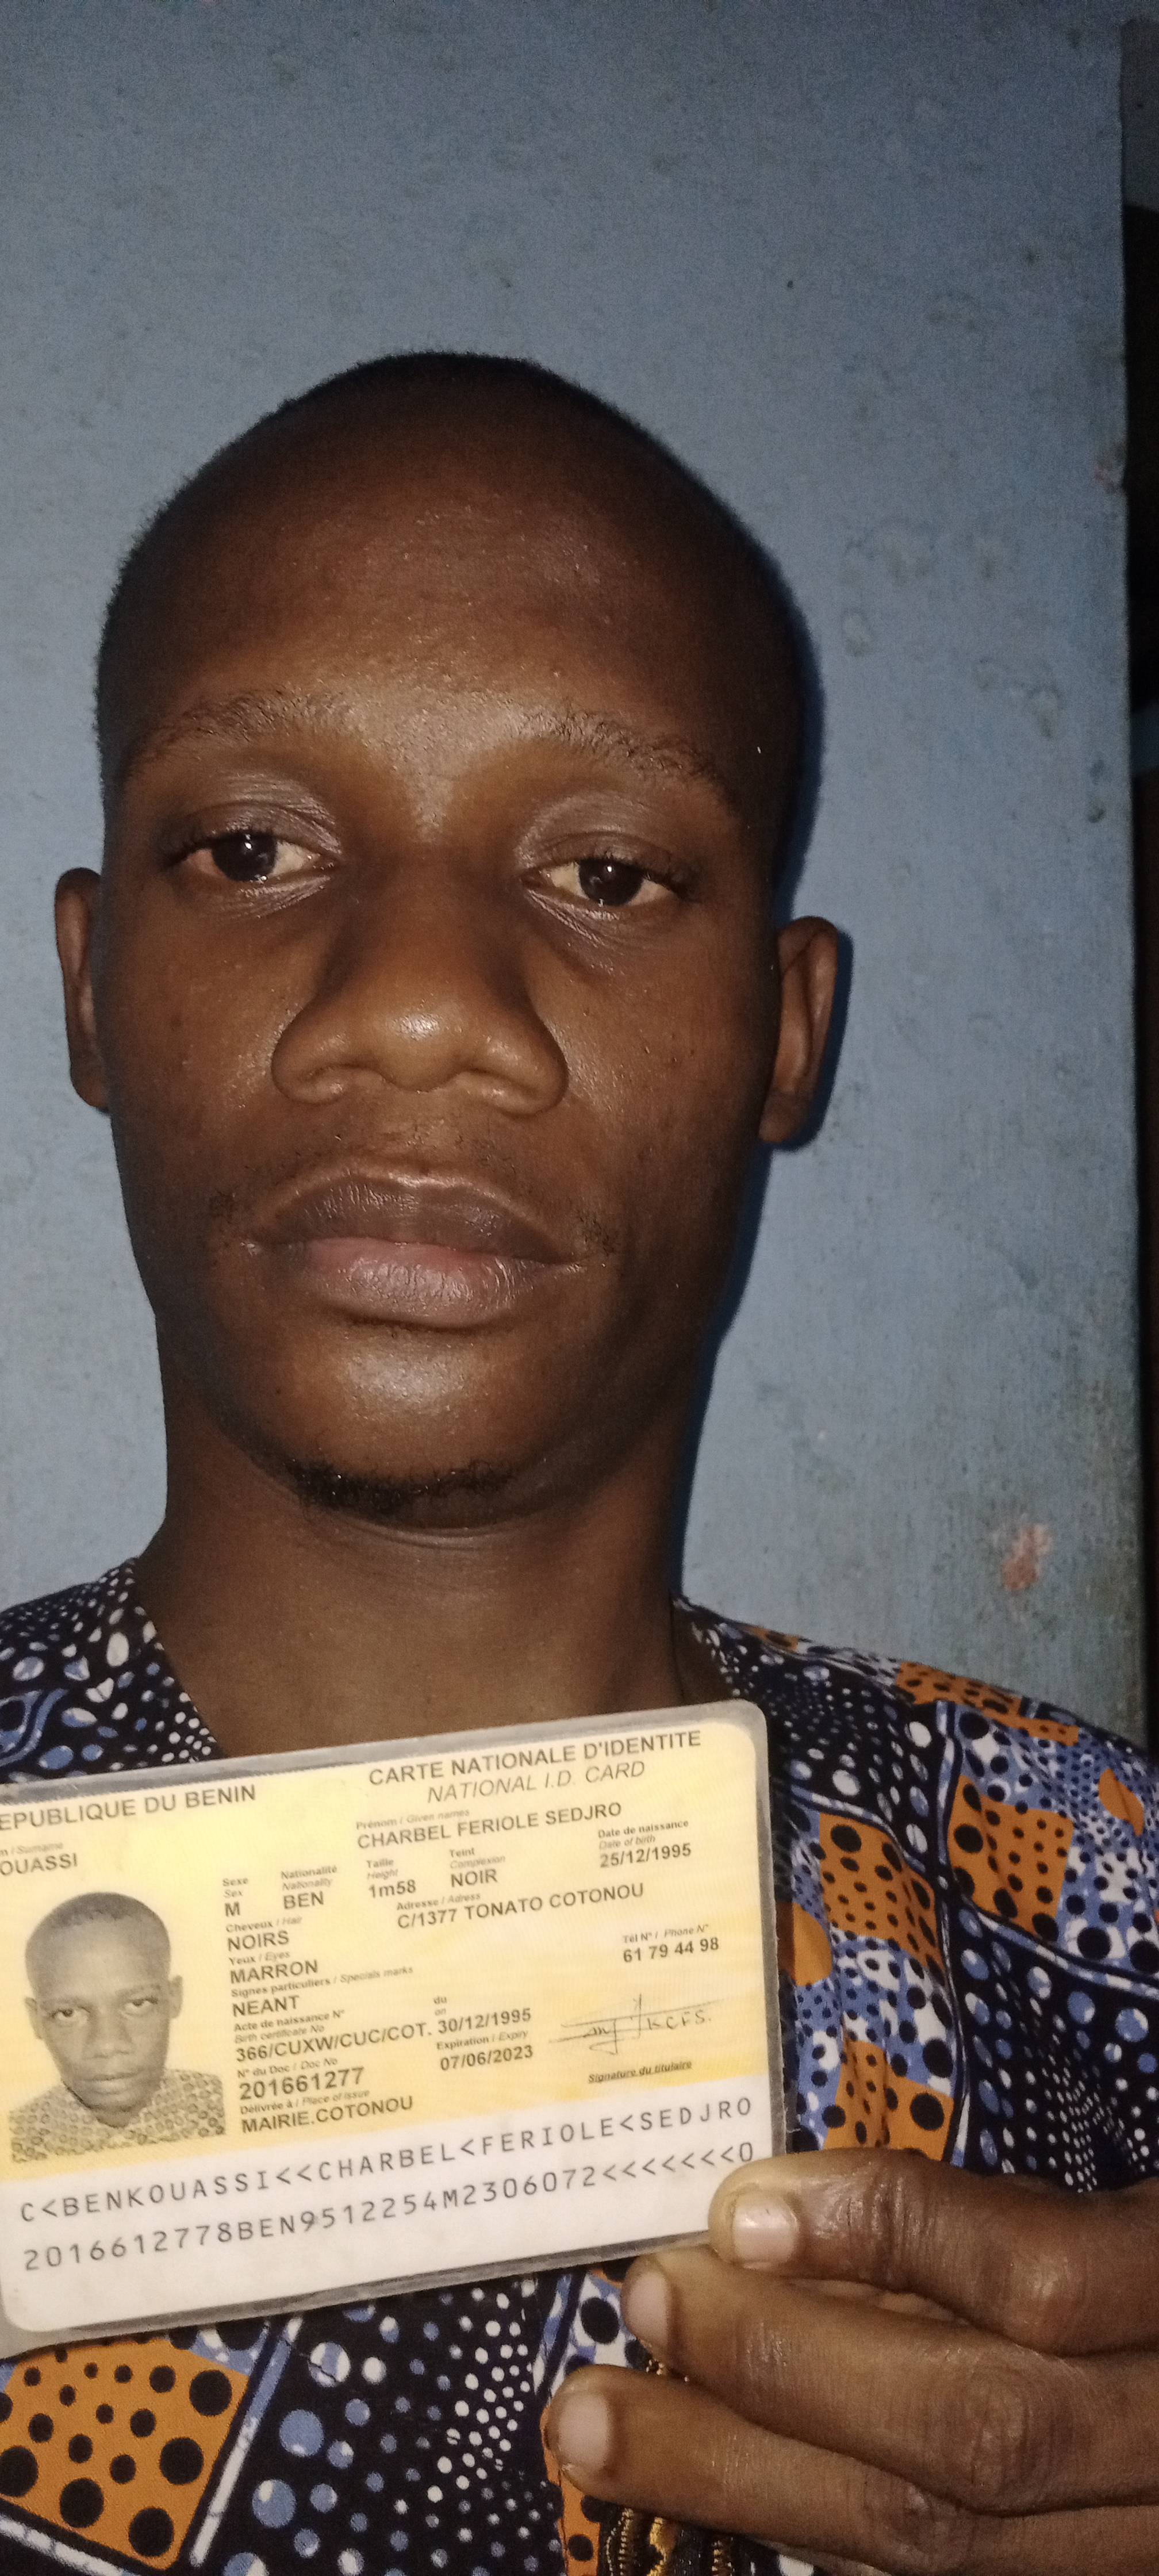 EPUBLIQUE DU BENIN
CARTE NATIONALE D'IDENTITE
NATIONAL I.D. CARD
m / Surname
OUASSI
Prénom / Given names
CHARBEL FERIOLE SEDJRO
Sexe
Sex
M
Nationalité
Nationality
BEN
Taille
Height
1m58
Teint
Complexion
NOIR
Date de naissance
Date of birth
25/12/1995
Cheveux / Hair
NOIRS
Adresse / Adress
C/1377 TONATO COTONOU
Yeux / Eyes
MARRON
Tél N° / Phone N°
61 79 44 98
Signes particuliers / Specials marks
NEANT
Acte de naissance N°
Birth certificate No
366/CUXW/CUC/COT.
du
on
30/12/1995
N° du Doc / Doc No
201661277
Expiration / Expiry
07/06/2023
Délivrée à / Place of issue
MAIRIE.COTONOU
KCFS.
Signature du titulaire
C<BENKOUASSI<<CHARBEL<FERIOLE<SEDJRO
2016612778BEN9512254M2306072<<<<<<<0